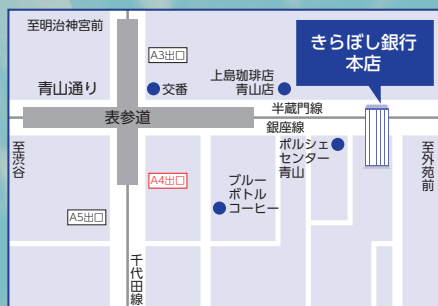 至明治神宮前
A3出口
きらぼし銀行
本店
青山通り
交番
上島珈琲店
青山店
表参道
半蔵門線
銀座線
至渋谷
ポルシェ
センター
青山
至外苑前
A4出口
ブルー
ボトル
コーヒー
A5出口
千代田線